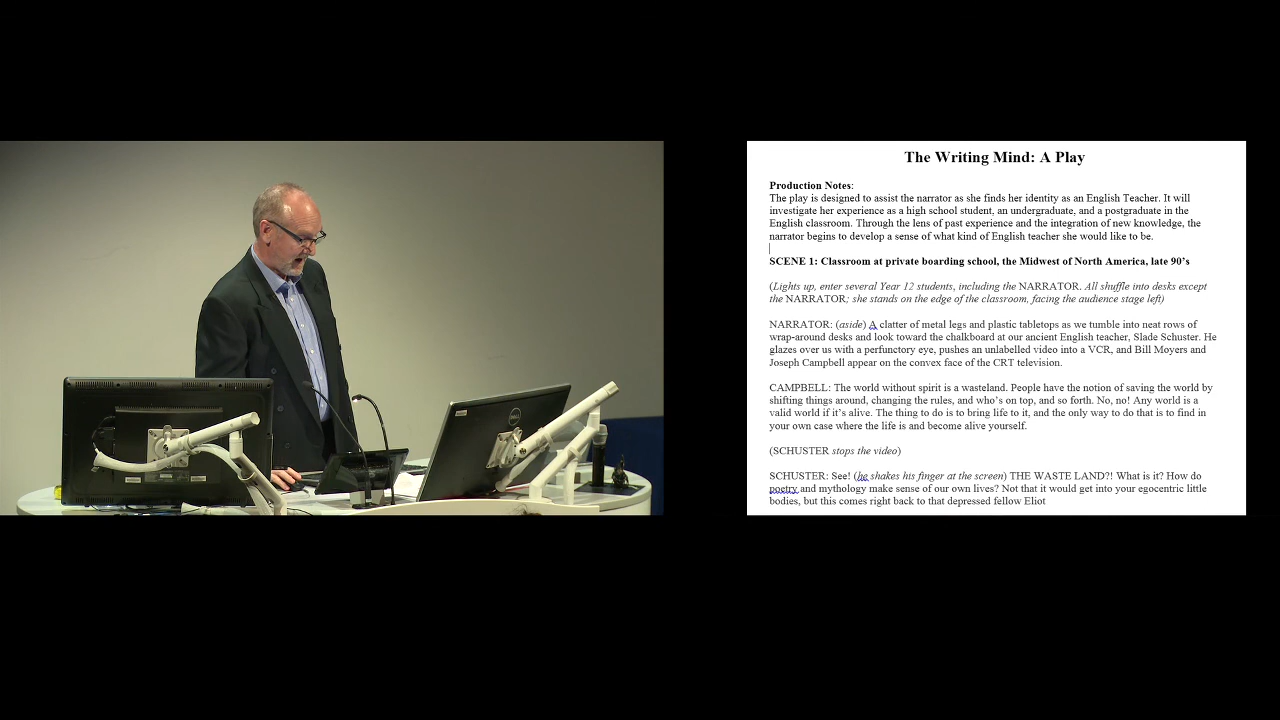 The Writing Mind: A Play
Production Notes:
The play is designed to assist the narrator as she finds her identity as an English Teacher. It will
investigate her experience as a high school student, an undergraduate, and a postgraduate in the
English classroom. Through the lens of past experience and the integration of new knowledge, the
narrator begins to develop a sense of what kind of English teacher she would like to be.
SCENE 1: Classroom at private boarding school, the Midwest of North America, late 90's
(Lights up, enter several Year 12 students, including the NARRATOR. All shuffle into desks except
the NARRATOR; she stands on the edge of the classroom, facing the audience stage left)
NARRATOR: (aside) A clatter of metal legs and plastic tabletops as we tumble into neat rows of
wrap-around desks and look toward the chalkboard at our ancient English teacher, Slade Schuster. He
glazes over us with a perfunctory eye, pushes an unlabelled video into a VCR, and Bill Moyers and
Joseph Campbell appear on the convex face of the CRT television.
CAMPBELL: The world without spirit is a wasteland. People have the notion of saving the world by
shifting things around, changing the rules, and who's on top, and so forth. No, no! Any world is a
valid world if it's alive. The thing to do is to bring life to it, and the only way to do that is to find in
your own case where the life is and become alive yourself.
(SCHUSTER stops the video)
SCHUSTER: See! (he shakes his finger at the screen) THE WASTE LAND?! What is it? How do
poetry and mythology make sense of our own lives? Not that it would get into your egocentric little
bodies, but this comes right back to that depressed fellow Eliot
DELL